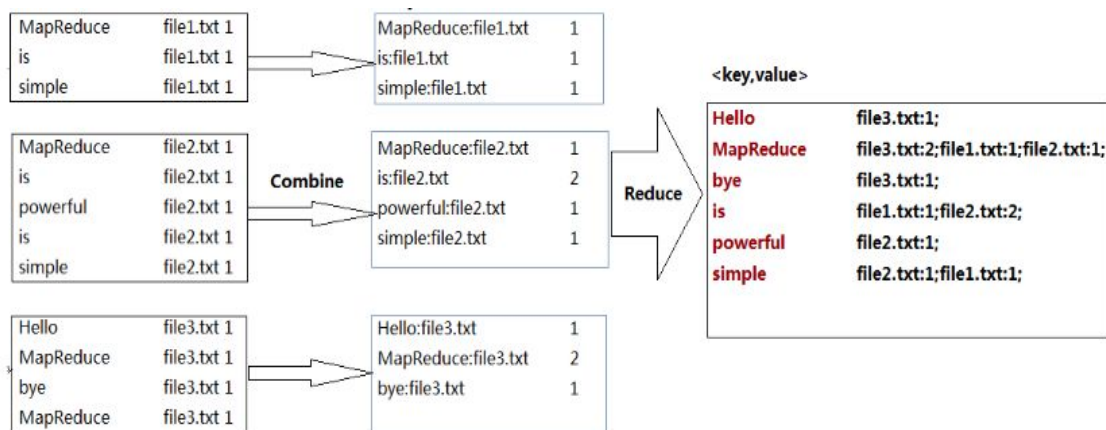 MapReduce file1.txt 1
is file1.txt 1
simple file1.txt 1
MapReduce:file1.txt 1
is:file1.txt 1
simple:file1.txt 1
MapReduce file2.txt 1
is file2.txt 1
powerful file2.txt 1
is file2.txt 1
simple file2.txt 1
Combine
MapReduce:file2.txt 1
is:file2.txt 2
powerful:file2.txt 1
simple:file2.txt 1
Hello file3.txt 1
MapReduce file3.txt 1
bye file3.txt 1
MapReduce file3.txt 1
Hello:file3.txt 1
MapReduce:file3.txt 2
bye:file3.txt 1
Reduce
<key,value>
Hello file3.txt:1;
MapReduce file3.txt:2;file1.txt:1;file2.txt:1;
bye file3.txt:1;
is file1.txt:1;file2.txt:2;
powerful file2.txt:1;
simple file2.txt:1;file1.txt:1;